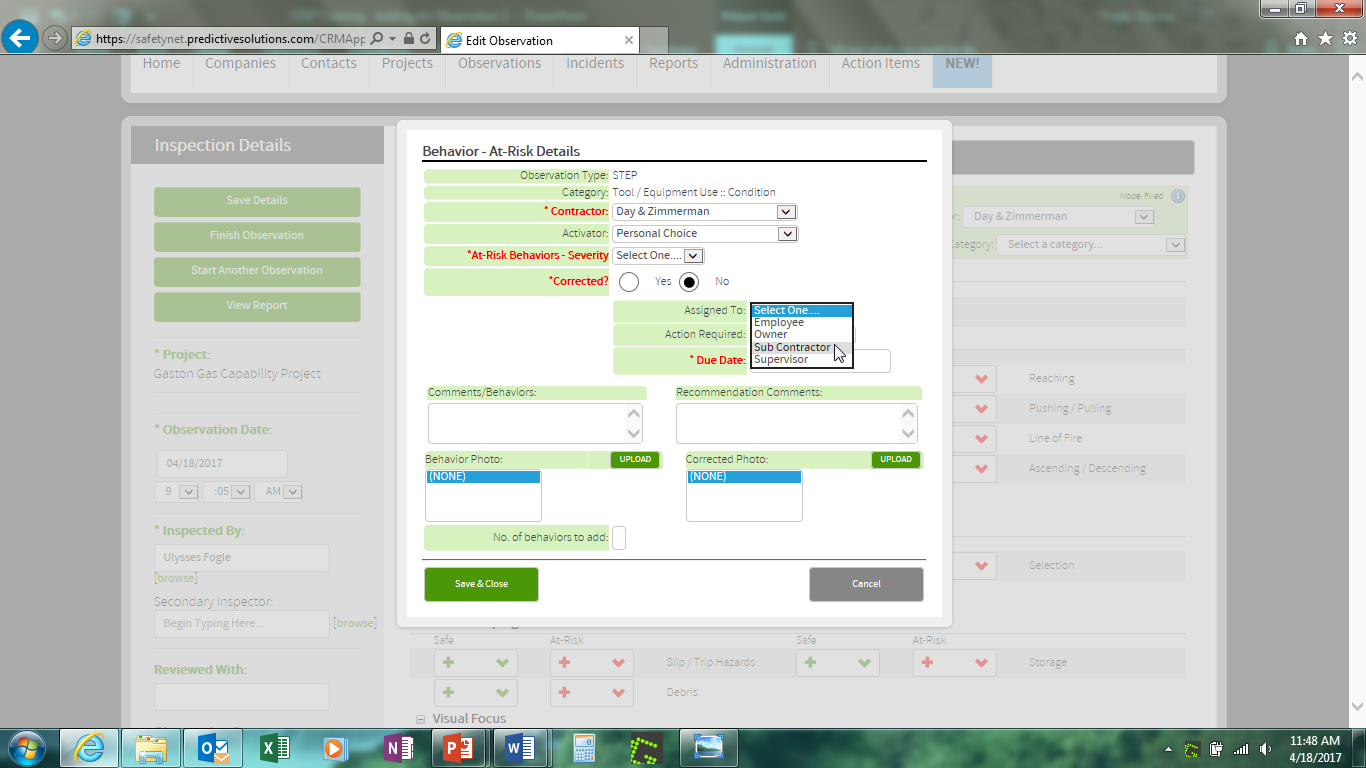 https://safetynet.predictivesolutions.com/CRMApp
Edit Observation
Home Companies Contacts Projects Observations Incidents Reports Administration Action Items NEW!
Inspection Details
Save Details
Finish Observation
Start Another Observation
View Report
* Project:
Gaston Gas Capability Project
* Observation Date:
04/18/2017
9 :05 AM
* Inspected By:
Ulysses Fogle
[browse]
Secondary Inspector:
Begin Typing Here... [browse]
Reviewed With:
Behavior - At-Risk Details
Observation Type: STEP
Category: Tool / Equipment Use :: Condition
* Contractor: Day & Zimmerman
Activator: Personal Choice
*At-Risk Behaviors - Severity Select One....
*Corrected? Yes No
Assigned To: Select One....
Employee
Action Required: Owner
Sub Contractor
* Due Date: Supervisor
Comments/Behaviors: Recommendation Comments:
Behavior Photo: UPLOAD Corrected Photo: UPLOAD
(NONE) (NONE)
No. of behaviors to add:
Save & Close Cancel
Mode: Fixed
Day & Zimmerman
Category: Select a category...
Reaching
Pushing / Pulling
Line of Fire
Ascending / Descending
Selection
Safe At-Risk Safe At-Risk
Slip / Trip Hazards Storage
Debris
Visual Focus
11:48 AM
4/18/2017